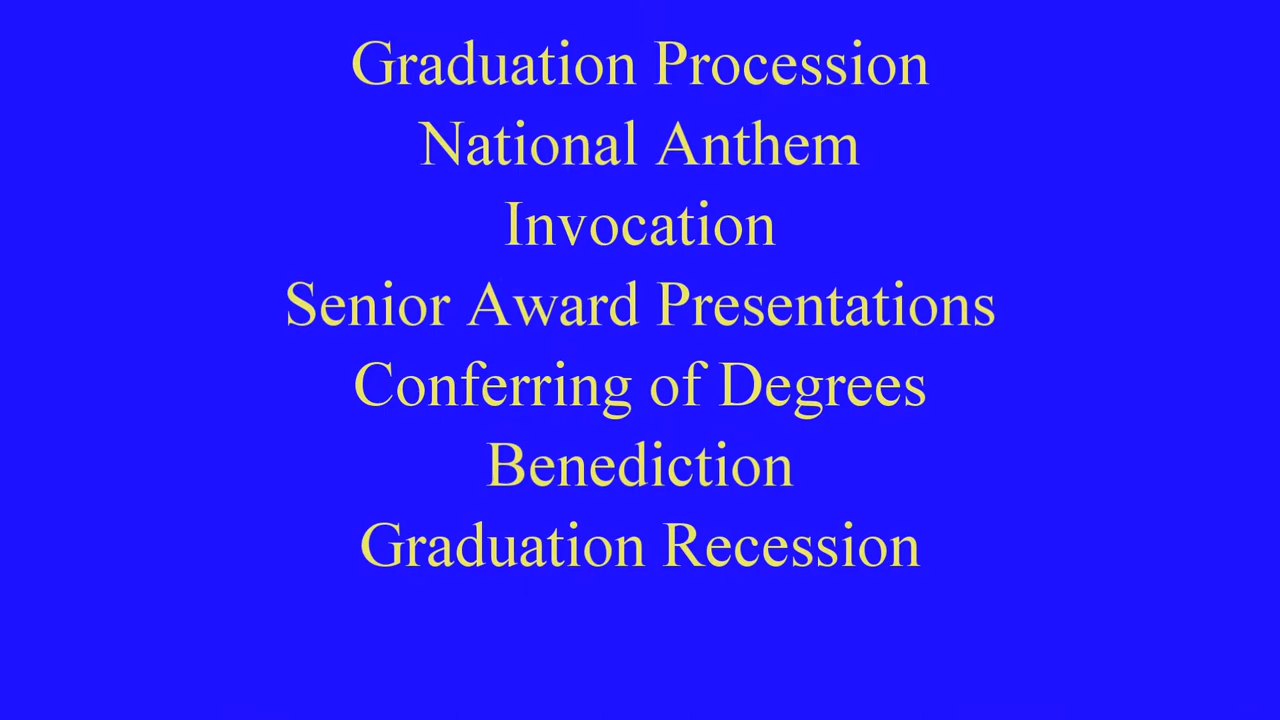 Graduation Procession
National Anthem
Invocation
Senior Award Presentations
Conferring of Degrees
Benediction
Graduation Recession